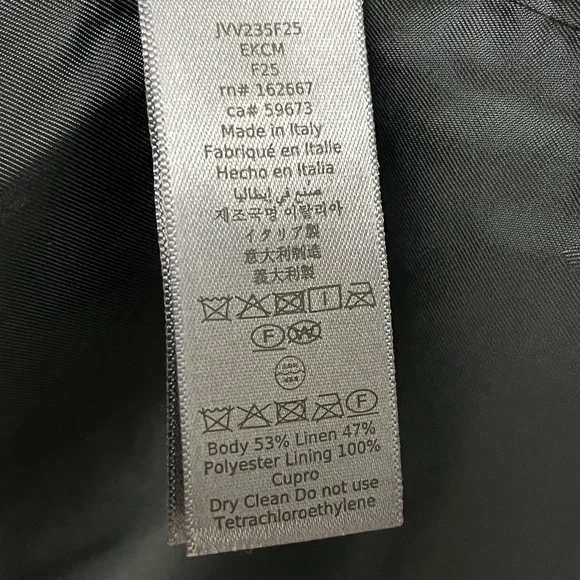 JVV235F25
EKCM
F25
rn# 162667
ca# 59673
Made in Italy
Fabriqué en Italie
Hecho en Italia
صنع في إيطاليا
제조국명 이탈리아
イタリア製
意大利制造
義大利製
F W
F
Body 53% Linen 47%
Polyester Lining 100%
Cupro
Dry Clean Do not use
Tetrachloroethylene